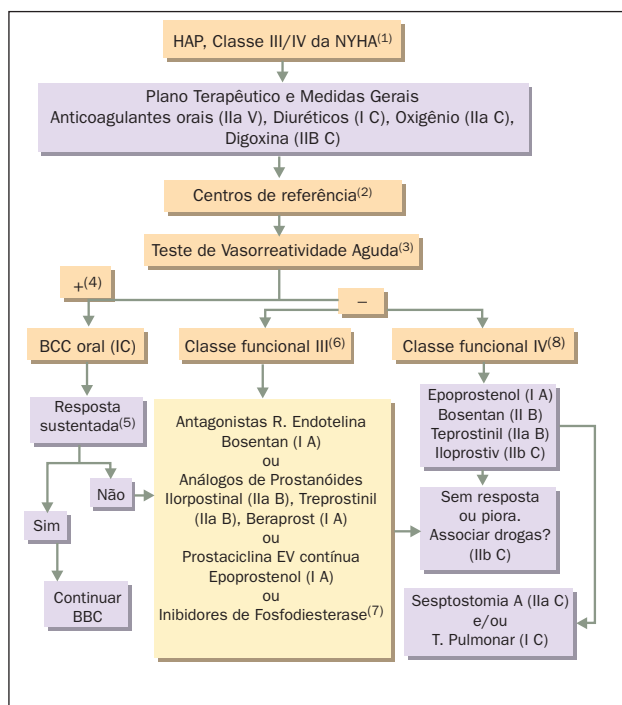 HAP, Classe III/IV da NYHA(1)
Plano Terapêutico e Medidas Gerais
Anticoagulantes orais (IIa V), Diuréticos (I C), Oxigênio (IIa C),
Digoxina (IIB C)
Centros de referência(2)
Teste de Vasorreatividade Aguda(3)
+(4)
–
BCC oral (IC)
Classe funcional III(6)
Classe funcional IV(8)
Resposta
sustentada(5)
Não
Sim
Continuar
BBC
Antagonistas R. Endotelina
Bosentan (I A)
ou
Análogos de Prostanóides
Ilorpostinal (IIa B), Treprostinil
(IIa B), Beraprost (I A)
ou
Prostaciclina EV contínua
Epoprostenol (I A)
ou
Inibidores de Fosfodiesterase(7)
Epoprostenol (I A)
Bosentan (II B)
Teprostinil (IIa B)
Iloprostiv (IIb C)
Sem resposta
ou piora.
Associar drogas?
(IIb C)
Sesptostomia A (IIa C)
e/ou
T. Pulmonar (I C)